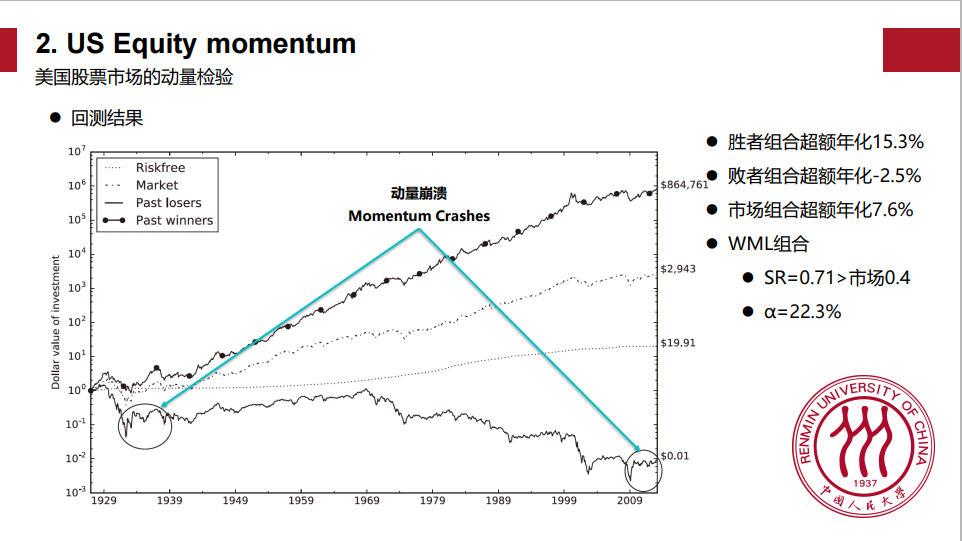 2. US Equity momentum
美国股票市场的动量检验
● 回测结果
Dollar value of investment
10^7
10^6
10^5
10^4
10^3
10^2
10^1
10^0
10^-1
10^-2
10^-3
Riskfree
Market
Past losers
Past winners
动量崩溃
Momentum Crashes
$864,761
$2,943
$19.91
$0.01
1929 1939 1949 1959 1969 1979 1989 1999 2009
● 胜者组合超额年化15.3%
● 败者组合超额年化-2.5%
● 市场组合超额年化7.6%
● WML组合
● SR=0.71>市场0.4
● α=22.3%
RENMIN UNIVERSITY OF CHINA
1937
中国人民大学